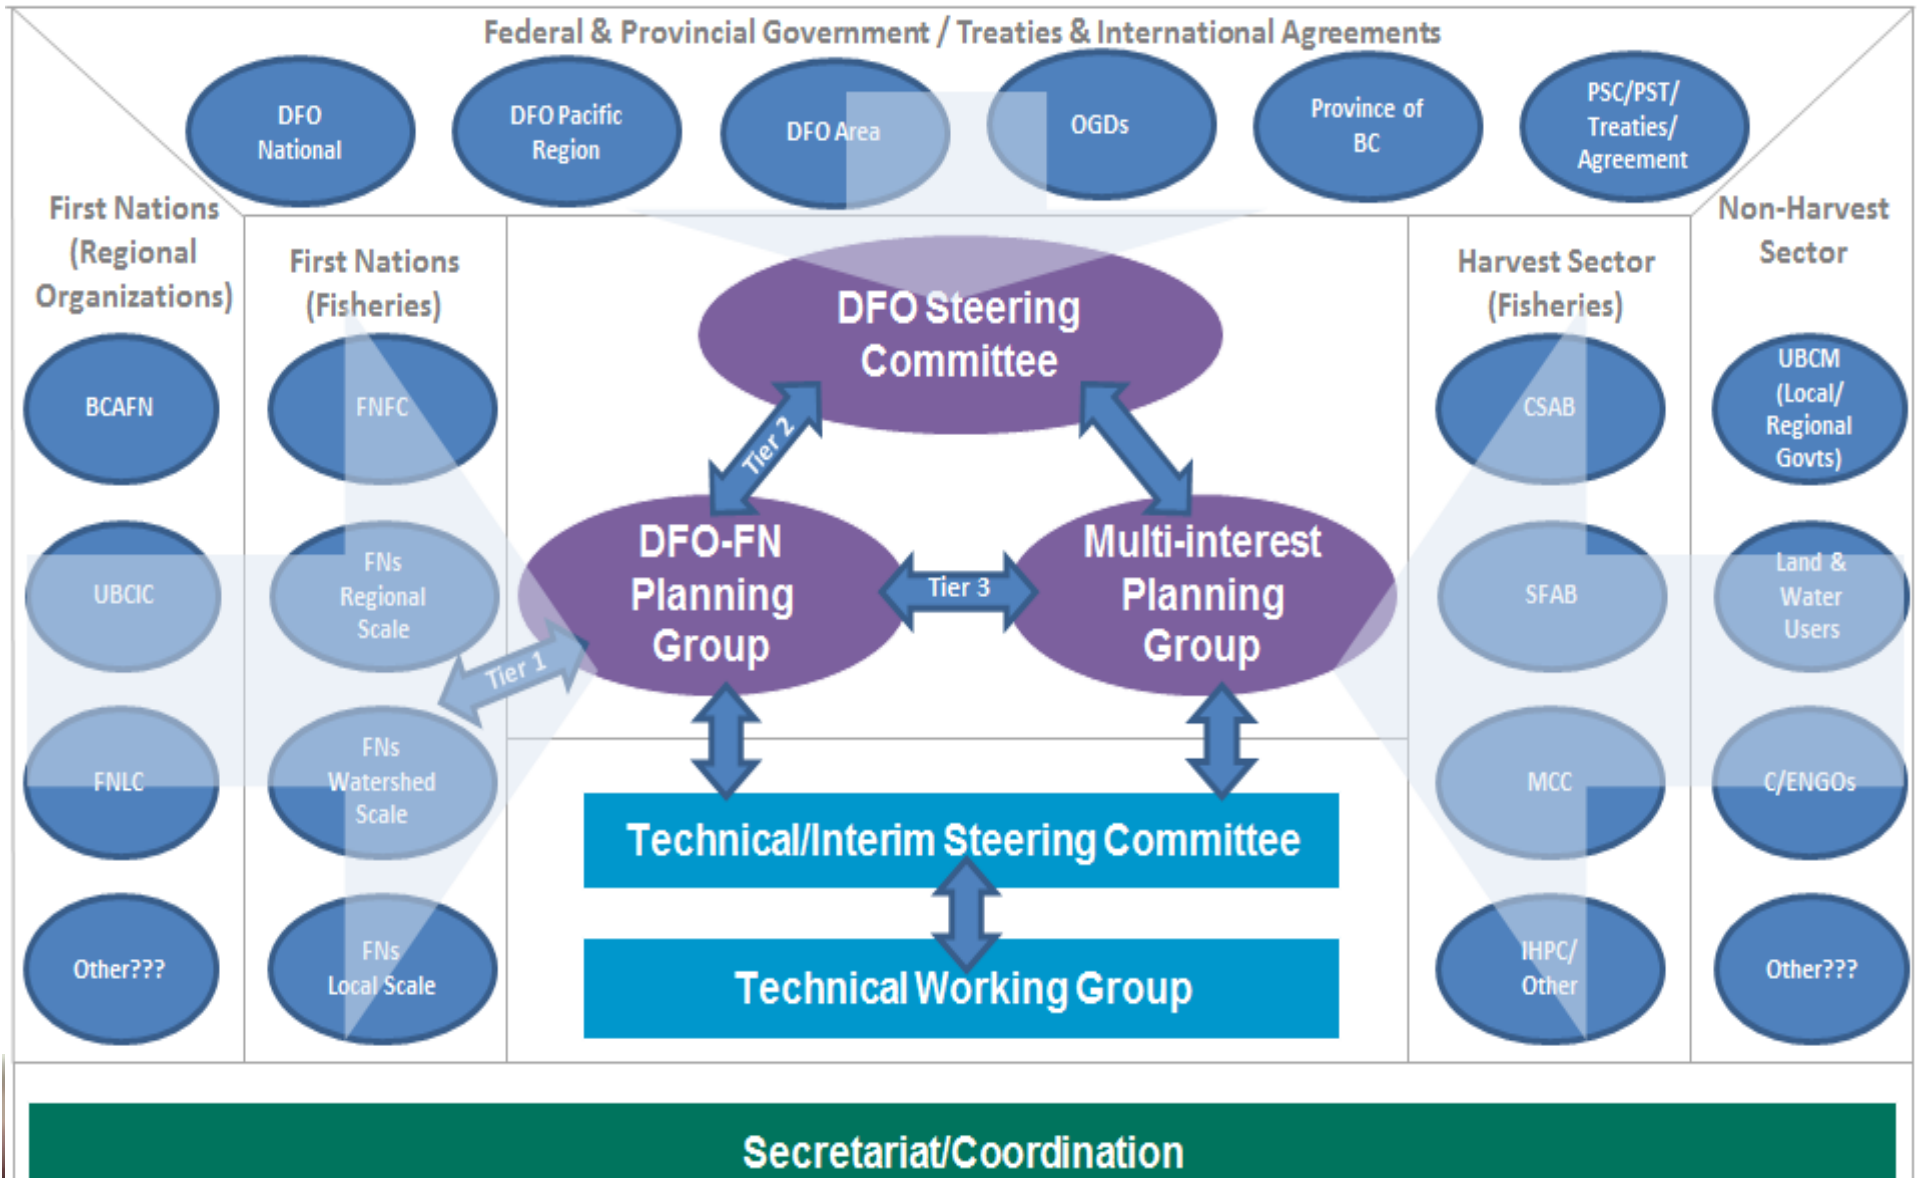 Federal & Provincial Government / Treaties & International Agreements
DFO
National
DFO Pacific
Region
DFO Area
OGDs
Province of
BC
PSC/PST/
Treaties/
Agreement
First Nations
(Regional
Organizations)
BCAFN
UBCIC
FNLC
Other???
First Nations
(Fisheries)
FNFC
FNs
Regional
Scale
FNs
Watershed
Scale
FNs
Local Scale
DFO Steering
Committee
Tier 2
DFO-FN
Planning
Group
Tier 3
Multi-interest
Planning
Group
Tier 1
Technical/Interim Steering Committee
Technical Working Group
Harvest Sector
(Fisheries)
CSAB
SFAB
MCC
IHPC/
Other
Non-Harvest
Sector
UBCM
(Local/
Regional
Govts)
Land &
Water
Users
C/ENGOs
Other???
Secretariat/Coordination